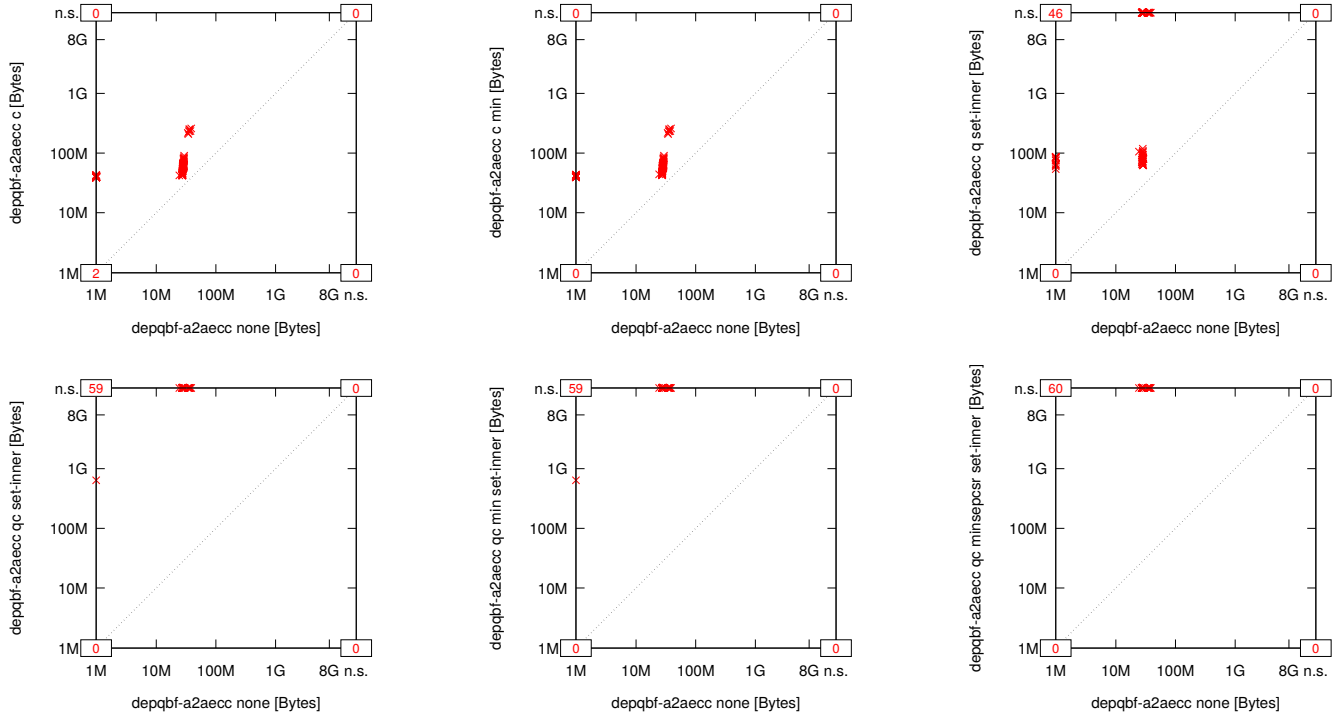 n.s. 0 0
8G
1G
100M
10M
1M 2 0
1M 10M 100M 1G 8G n.s.
depqbf-a2aecc none [Bytes]
depqbf-a2aecc c [Bytes]
n.s. 0 0
8G
1G
100M
10M
1M 0 0
1M 10M 100M 1G 8G n.s.
depqbf-a2aecc none [Bytes]
depqbf-a2aecc c min [Bytes]
n.s. 46 0
8G
1G
100M
10M
1M 0 0
1M 10M 100M 1G 8G n.s.
depqbf-a2aecc none [Bytes]
depqbf-a2aecc q set-inner [Bytes]
n.s. 59 0
8G
1G
100M
10M
1M 0 0
1M 10M 100M 1G 8G n.s.
depqbf-a2aecc none [Bytes]
depqbf-a2aecc qc set-inner [Bytes]
n.s. 59 0
8G
1G
100M
10M
1M 0 0
1M 10M 100M 1G 8G n.s.
depqbf-a2aecc none [Bytes]
depqbf-a2aecc qc min set-inner [Bytes]
n.s. 60 0
8G
1G
100M
10M
1M 0 0
1M 10M 100M 1G 8G n.s.
depqbf-a2aecc none [Bytes]
depqbf-a2aecc qc minsepcsr set-inner [Bytes]